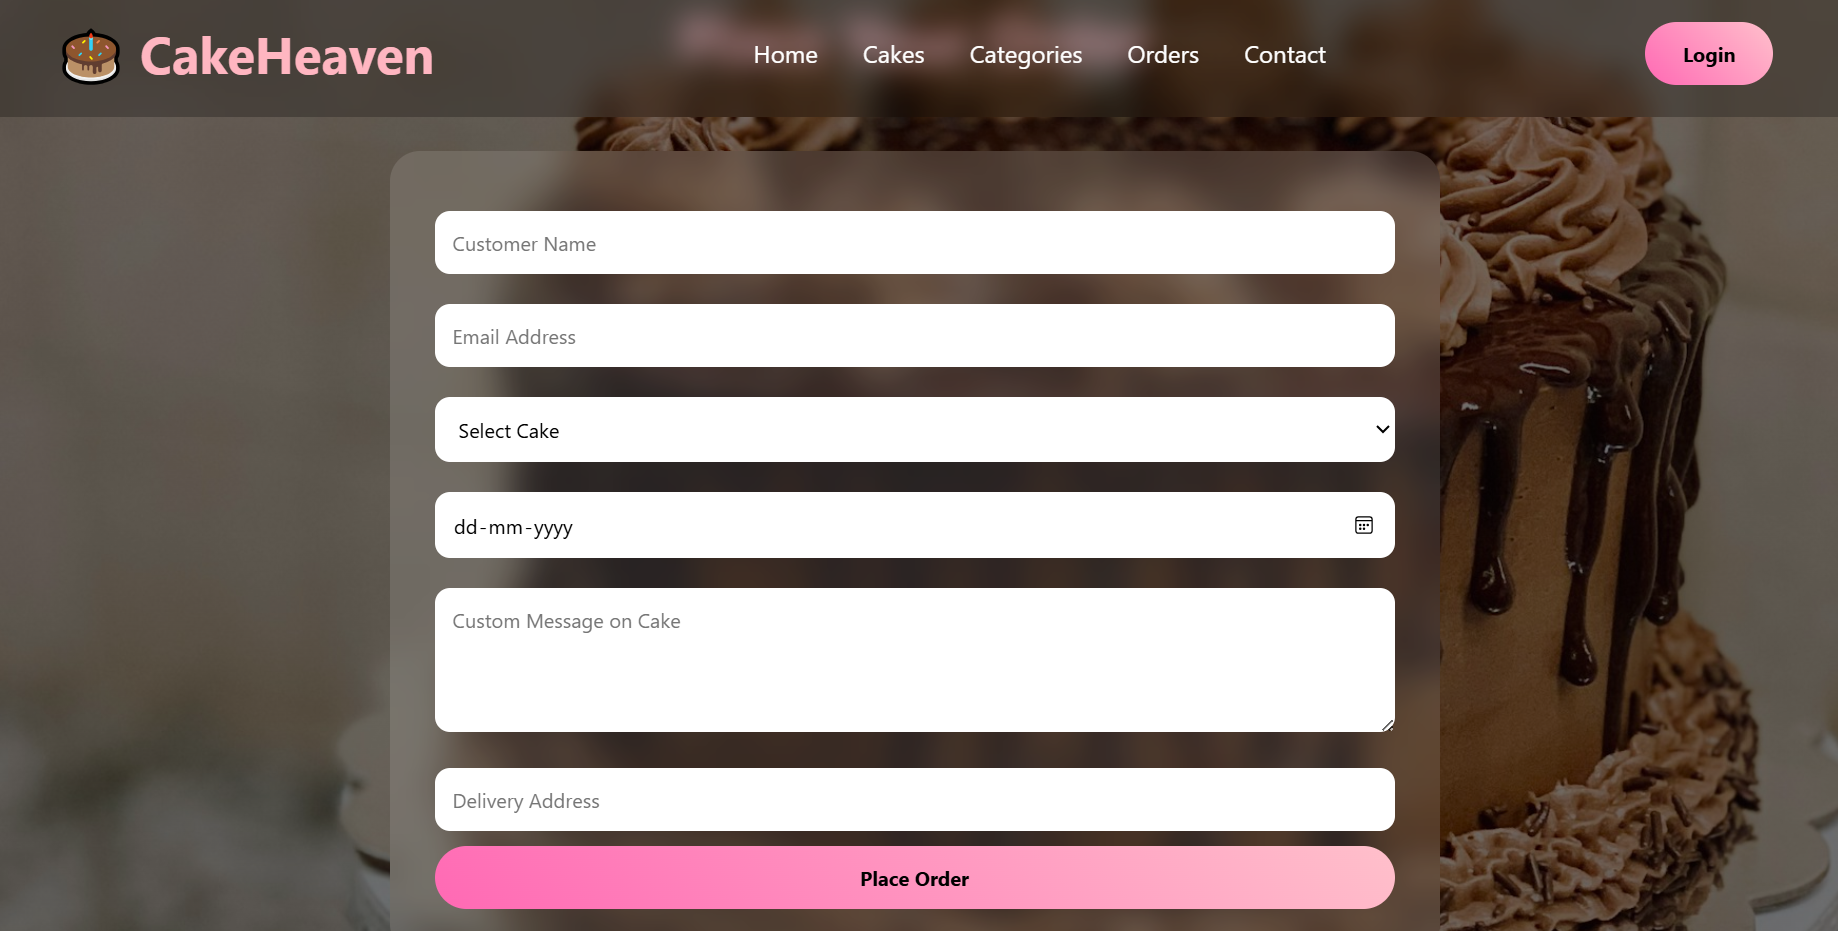 CakeHeaven
Home Cakes Categories Orders Contact
Login
Customer Name
Email Address
Select Cake
dd-mm-yyyy
Custom Message on Cake
Delivery Address
Place Order